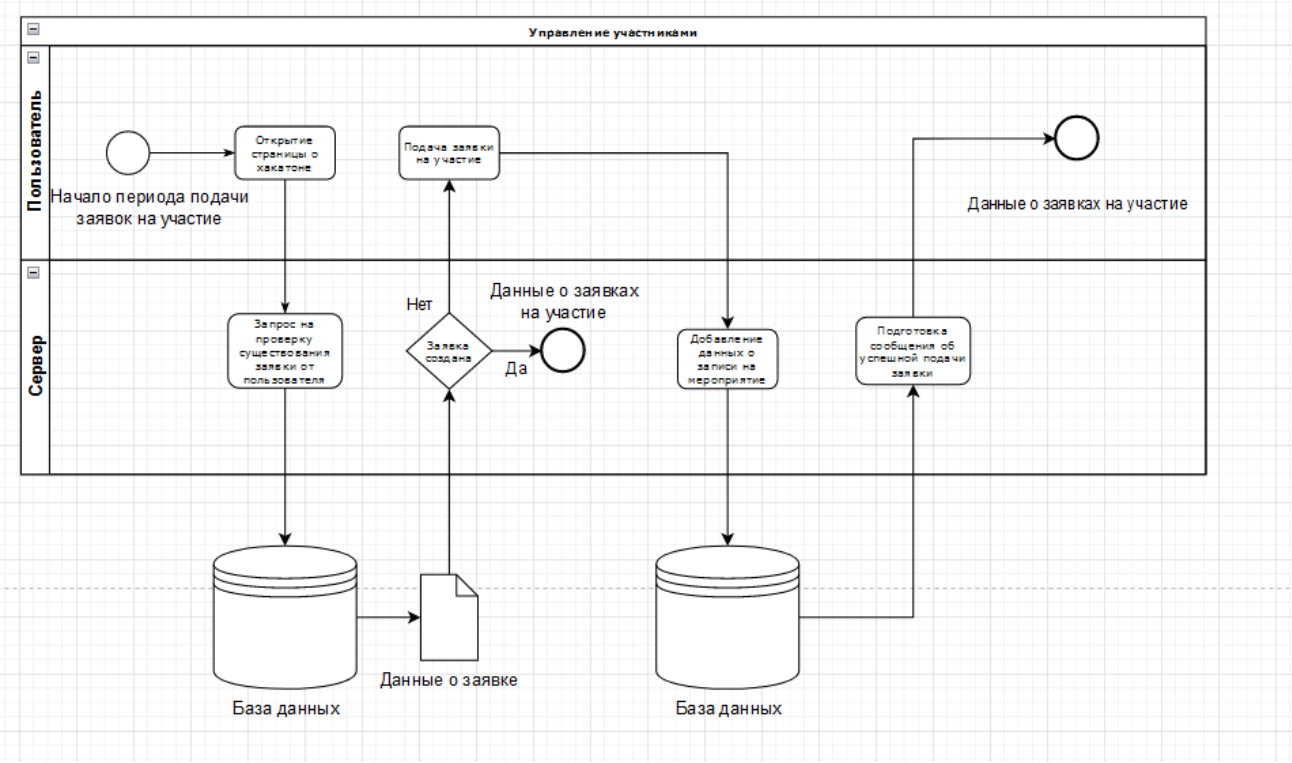 Управление участниками
Пользователь
Открытие
страницы о
хакатоне
Начало периода подачи
заявок на участие
Подача заявки
на участие
Данные о заявках на участие
Сервер
Запрос на
проверку
существования
заявки от
пользователя
Нет
Заявка
создана
Да
Данные о заявках
на участие
Добавление
данных о
записи на
мероприятие
Подготовка
сообщения об
успешной подачи
заявки
База данных
Данные о заявке
База данных